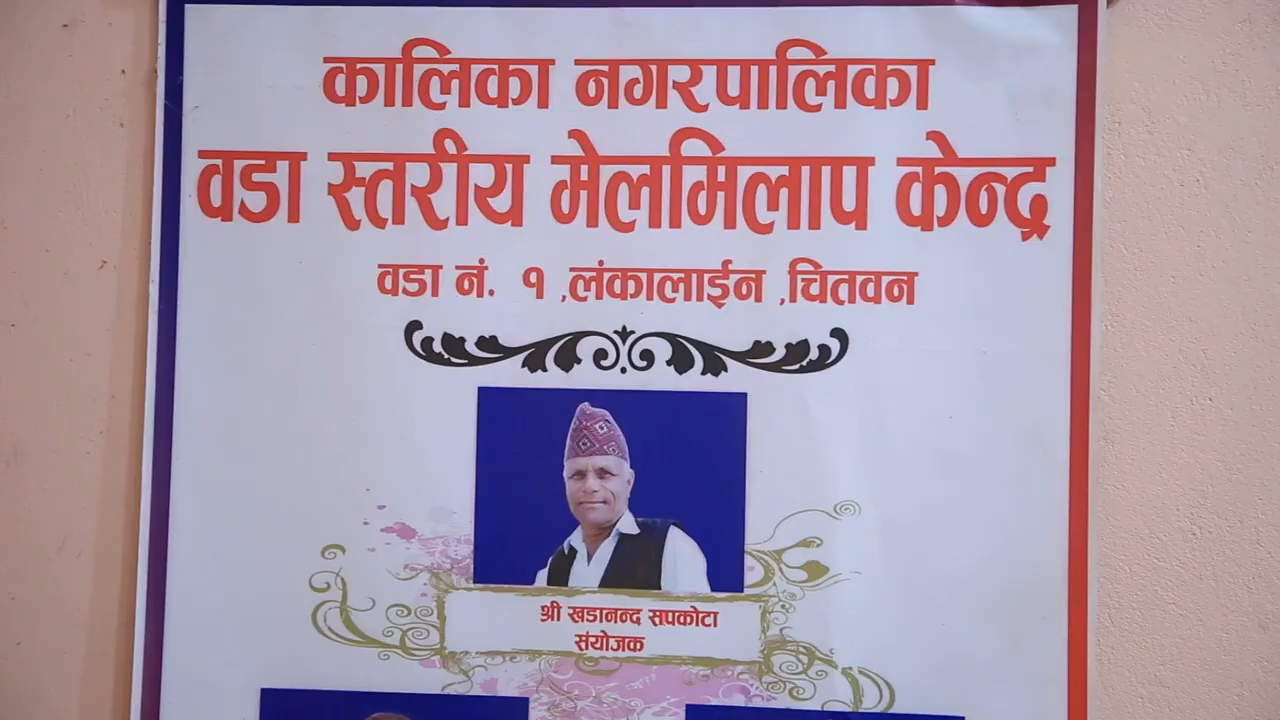 कालिका नगरपालिका
वडा स्तरीय मेलमिलाप केन्द्र
वडा नं. १ ,लंकालाईन ,चितवन
श्री खडानन्द सपकोटा
संयोजक